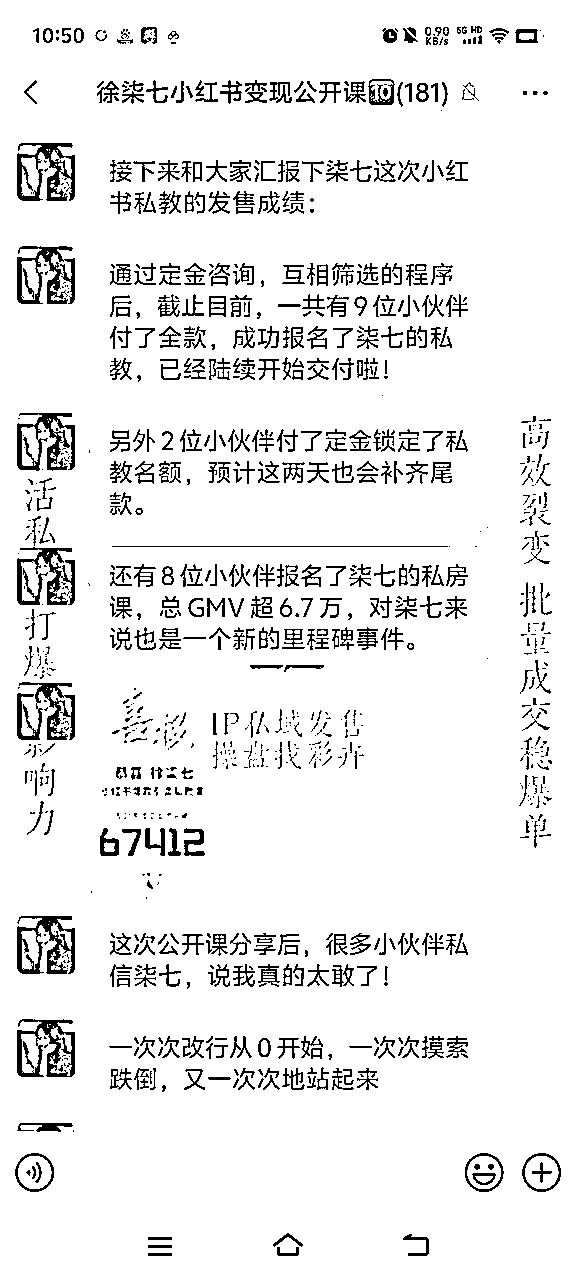 10:50
0.90 KB/s
5G HD
徐柒七小红书变现公开课🔟(181)
接下来和大家汇报下柒七这次小红
书私教的发售成绩：
通过定金咨询，互相筛选的程序
后，截止目前，一共有9位小伙伴
付了全款，成功报名了柒七的私
教，已经陆续开始交付啦！
另外2位小伙伴付了定金锁定了私
教名额，预计这两天也会补齐尾
款。
还有8位小伙伴报名了柒七的私房
课，总GMV超6.7万，对柒七来
说也是一个新的里程碑事件。
活私
打爆
影响力
喜报
IP私域发售
操盘找彩卉
恭喜 徐柒七
67412
高效裂变 批量成交稳爆单
这次公开课分享后，很多小伙伴私
信柒七，说我真的太敢了！
一次次改行从0开始，一次次摸索
跌倒，又一次次地站起来